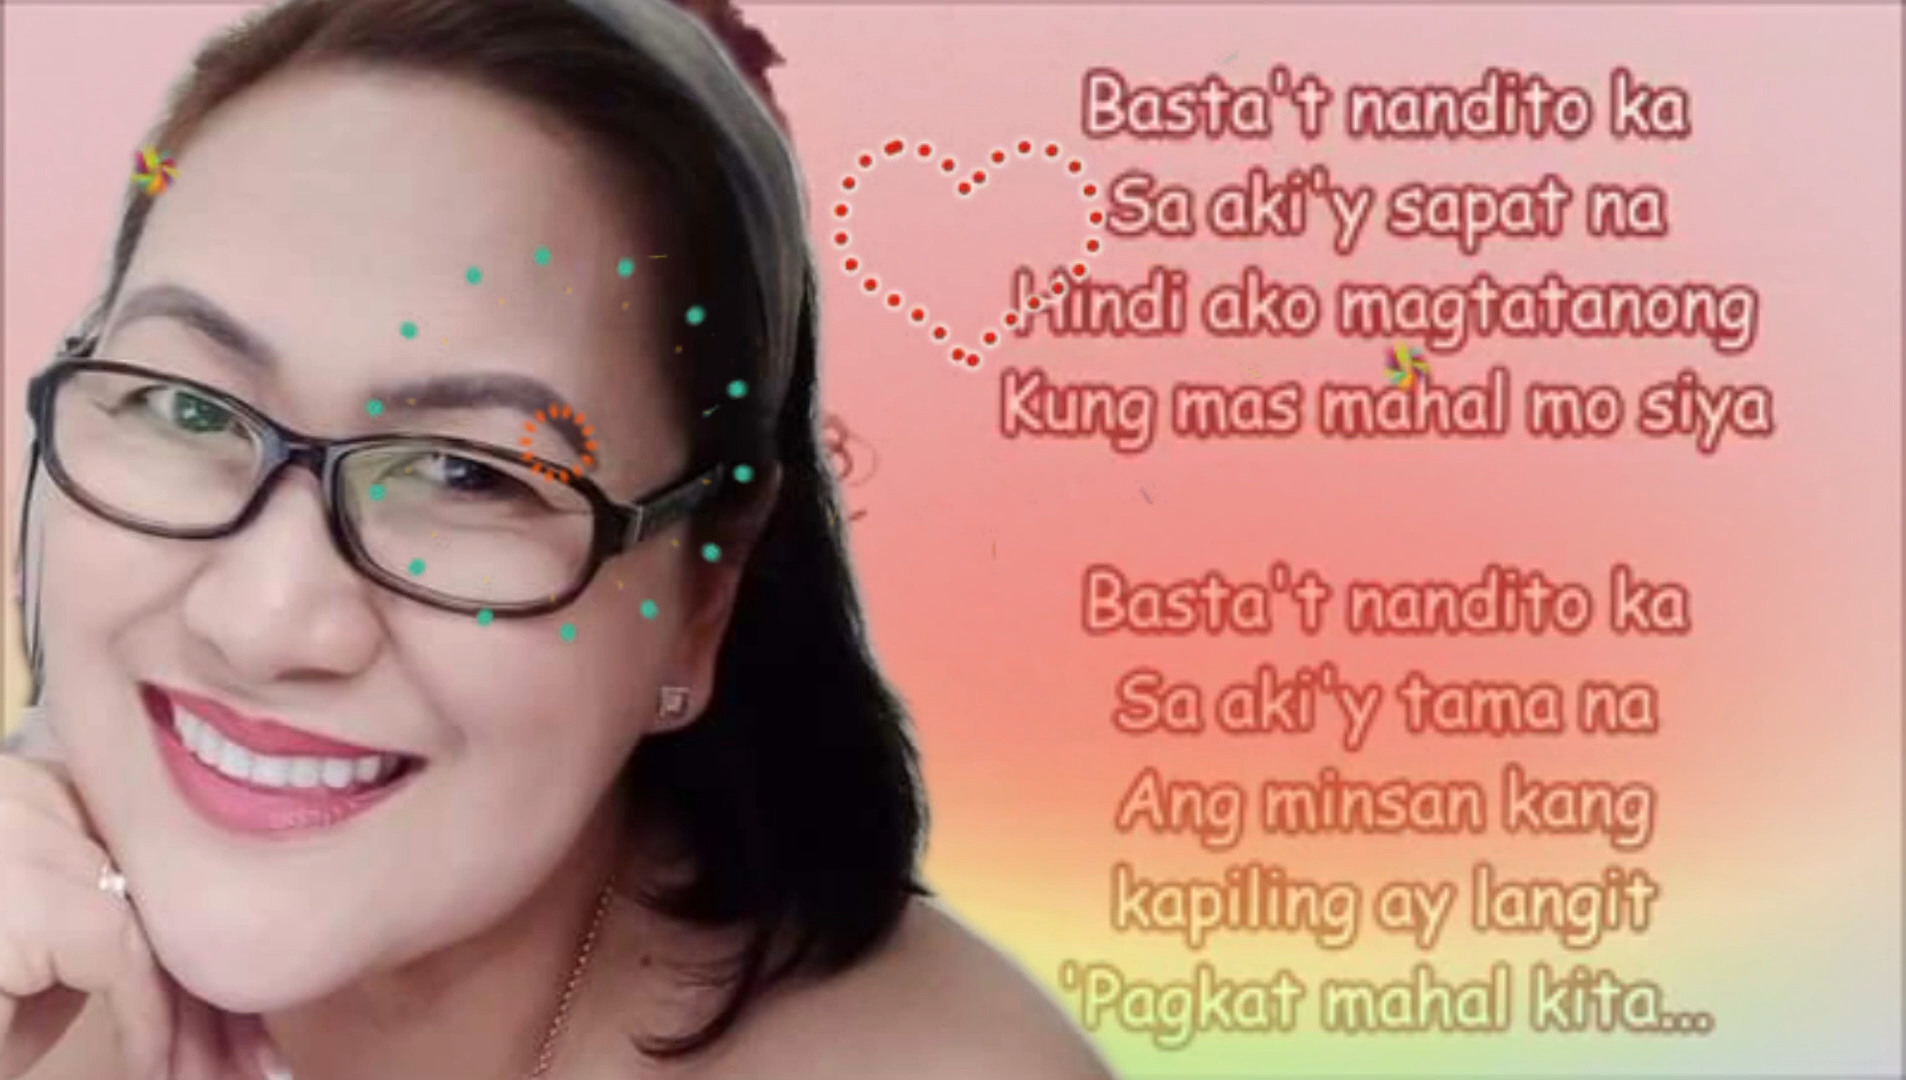 Basta't nandito ka
Sa aki'y sapat na
Hindi ako magtatanong
Kung mas mahal mo siya
Basta't nandito ka
Sa aki'y tama na
Ang minsan kang
kapiling ay langit
'Pagkat mahal kita...